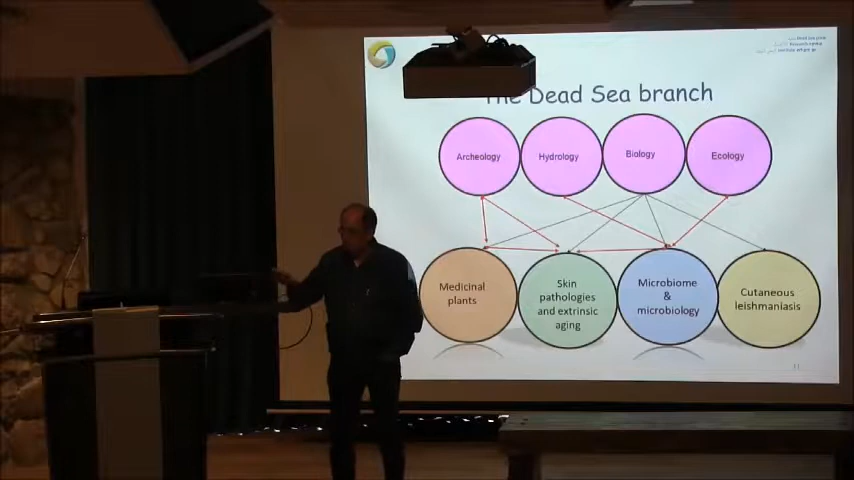 The Dead Sea branch
Archeology
Hydrology
Biology
Ecology
Medicinal
plants
Skin
pathologies
and extrinsic
aging
Microbiome
&
microbiology
Cutaneous
leishmaniasis